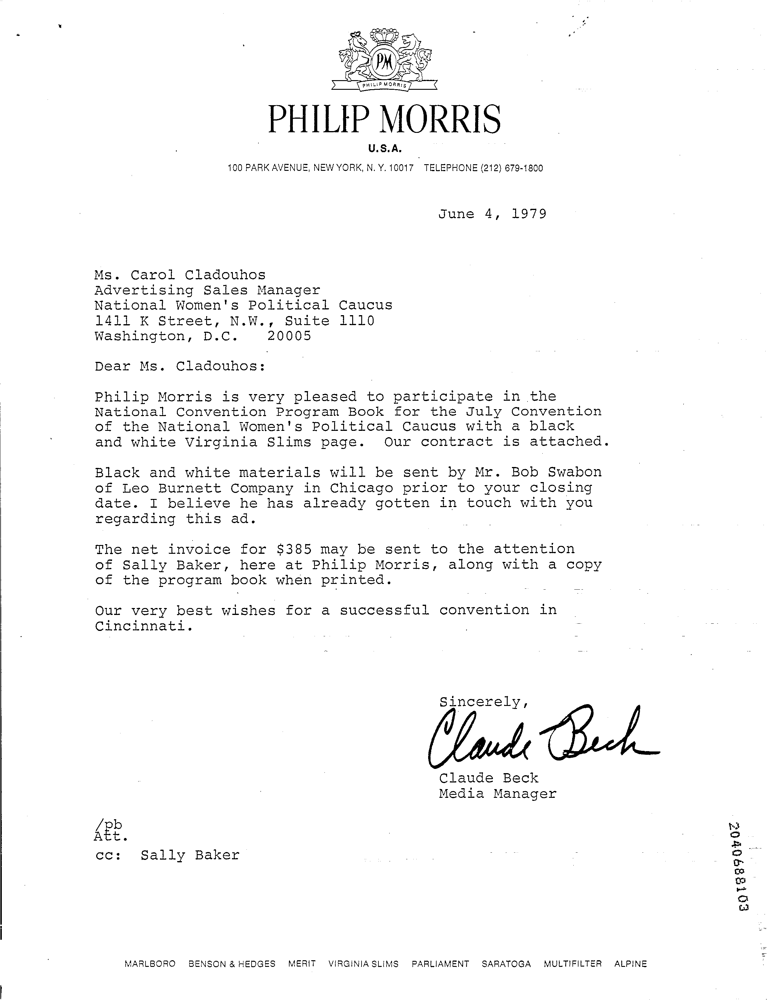 PM
PHILIP MORRIS
PHILIP MORRIS
U.S.A.
100 PARK AVENUE, NEW YORK, N. Y. 10017 TELEPHONE (212) 679-1800
June 4, 1979
Ms. Carol Cladouhos
Advertising Sales Manager
National Women's Political Caucus
1411 K Street, N.W., Suite 1110
Washington, D.C. 20005
Dear Ms. Cladouhos:
Philip Morris is very pleased to participate in the
National Convention Program Book for the July Convention
of the National Women's Political Caucus with a black
and white Virginia Slims page. Our contract is attached.
Black and white materials will be sent by Mr. Bob Swabon
of Leo Burnett Company in Chicago prior to your closing
date. I believe he has already gotten in touch with you
regarding this ad.
The net invoice for $385 may be sent to the attention
of Sally Baker, here at Philip Morris, along with a copy
of the program book when printed.
Our very best wishes for a successful convention in
Cincinnati.
Sincerely,
Claude Beck
Claude Beck
Media Manager
/pb
Att.
cc: Sally Baker
2040688103
MARLBORO BENSON & HEDGES MERIT VIRGINIA SLIMS PARLIAMENT SARATOGA MULTIFILTER ALPINE